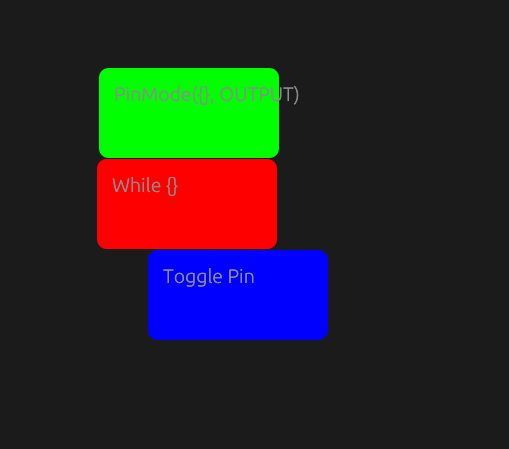 PinMode({}, OUTPUT)
While {}
Toggle Pin